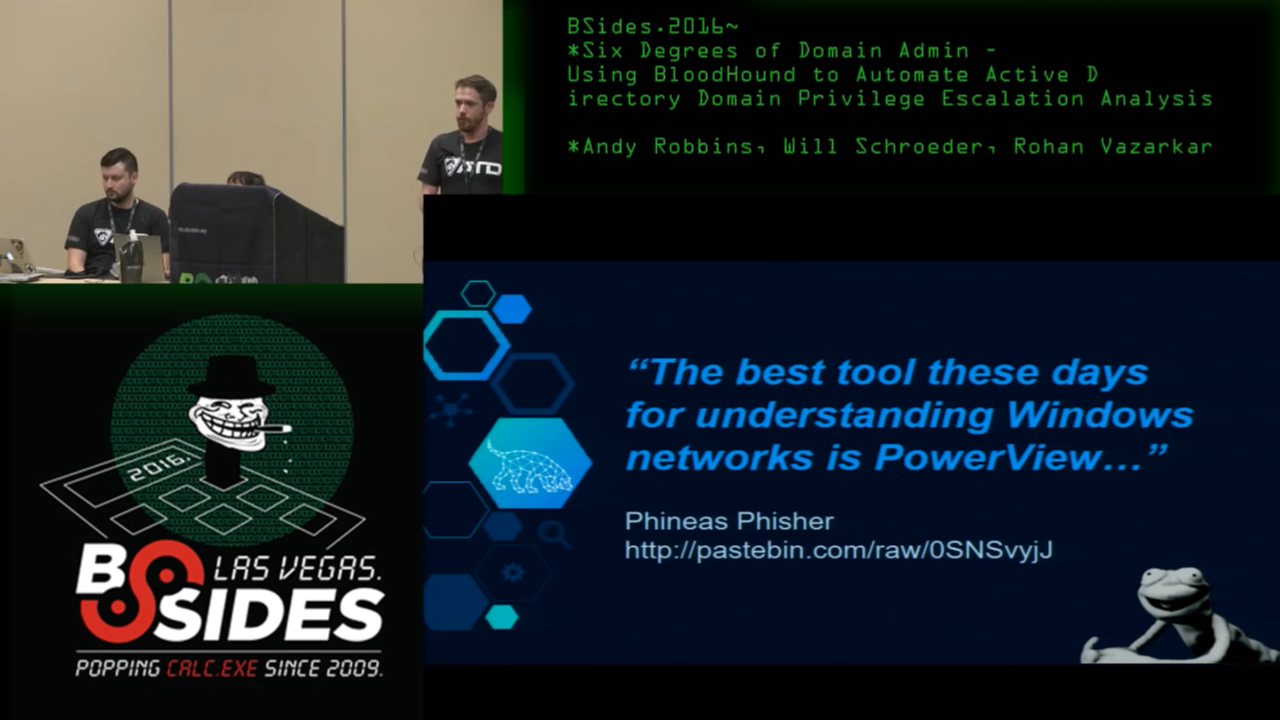 BSides.2016~
*Six Degrees of Domain Admin -
Using BloodHound to Automate Active D
irectory Domain Privilege Escalation Analysis
*Andy Robbins, Will Schroeder, Rohan Vazarkar
“The best tool these days
for understanding Windows
networks is PowerView…”
Phineas Phisher
http://pastebin.com/raw/0SNSvyjJ
2016.
BSIDES
LAS VEGAS.
POPPING CALC.EXE SINCE 2009.